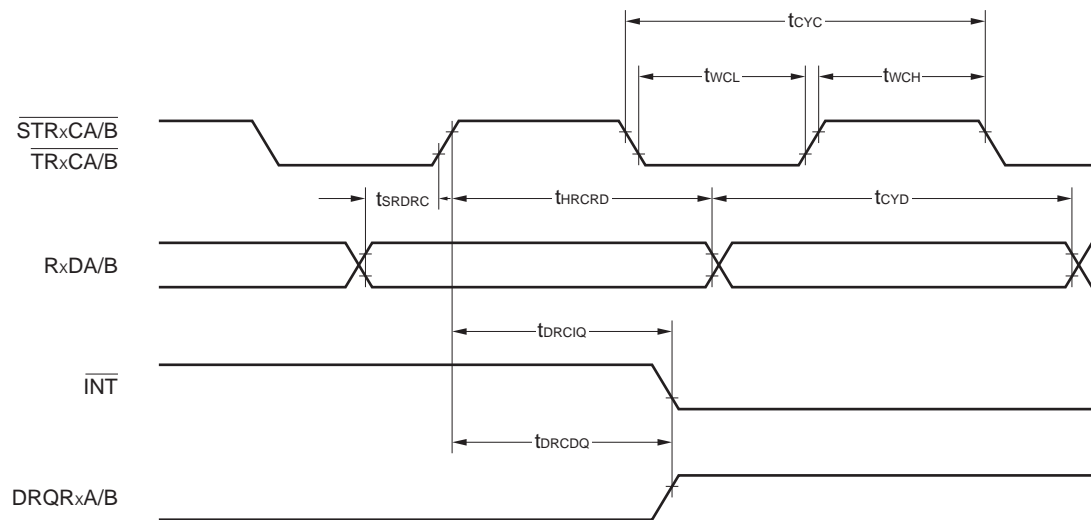 tCYC
tWCL
tWCH
STRxCA/B
TRxCA/B
tSRDRC
tHRCRD
tCYD
RxDA/B
tDRCIQ
INT
tDRCDQ
DRQRxA/B